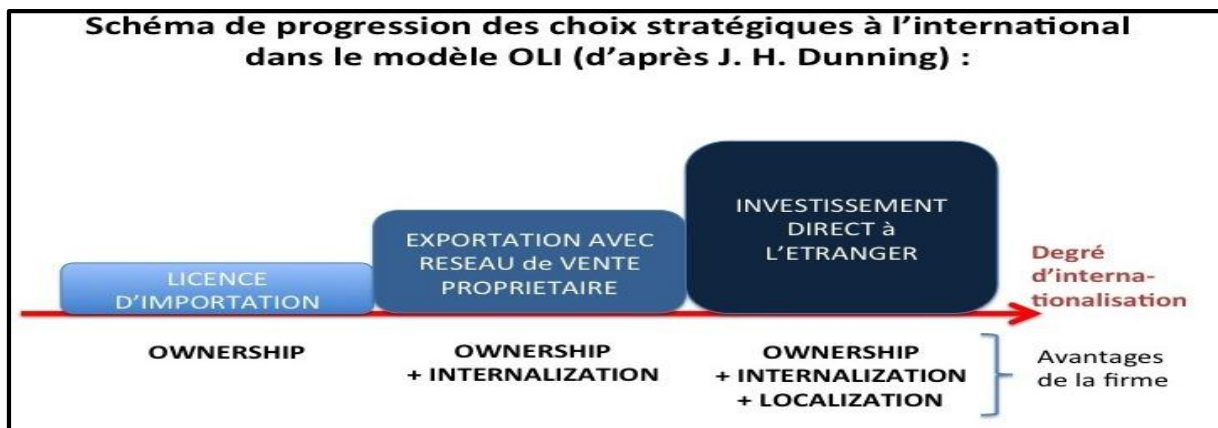 Schéma de progression des choix stratégiques à l’international
dans le modèle OLI (d’après J. H. Dunning) :
LICENCE
D’IMPORTATION
EXPORTATION AVEC
RESEAU de VENTE
PROPRIETAIRE
INVESTISSEMENT
DIRECT à
L’ETRANGER
Degré
d’interna-
tionalisation
OWNERSHIP
OWNERSHIP
+ INTERNALIZATION
OWNERSHIP
+ INTERNALIZATION
+ LOCALIZATION
Avantages
de la firme